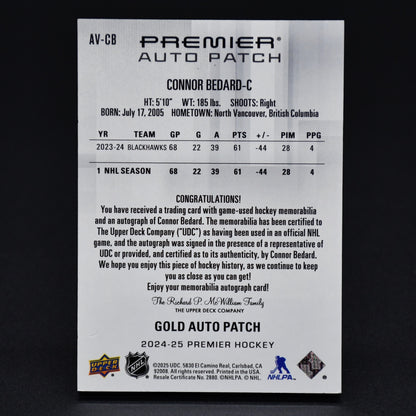 AV-CB
PREMIER®
AUTO PATCH
CONNOR BEDARD-C
HT: 5'10" WT: 185 lbs. SHOOTS: Right
BORN: July 17, 2005 HOMETOWN: North Vancouver, British Columbia
YR TEAM GP G A PTS +/- PIM PPG
2023-24 BLACKHAWKS 68 22 39 61 -44 28 4
1 NHL SEASON 68 22 39 61 -44 28 4
CONGRATULATIONS!
You have received a trading card with game-used hockey memorabilia
and an autograph of Connor Bedard. The memorabilia has been certified to
The Upper Deck Company ("UDC") as having been used in an official NHL
game, and the autograph was signed in the presence of a representative of
UDC or provided, and certified as to its authenticity, by Connor Bedard.
We hope you enjoy this piece of hockey history, as we continue to keep
you as close as you can get!
Enjoy your memorabilia autograph card!
The Richard P. McWilliam Family
THE UPPER DECK COMPANY
GOLD AUTO PATCH
2024-25 PREMIER HOCKEY
UPPER DECK
NHL
NHLPA
©2025 UDC, 5830 El Camino Real, Carlsbad, CA
92008. All rights reserved. Printed in the USA.
Resale Certificate No. 2880. ©NHLPA. © NHL.